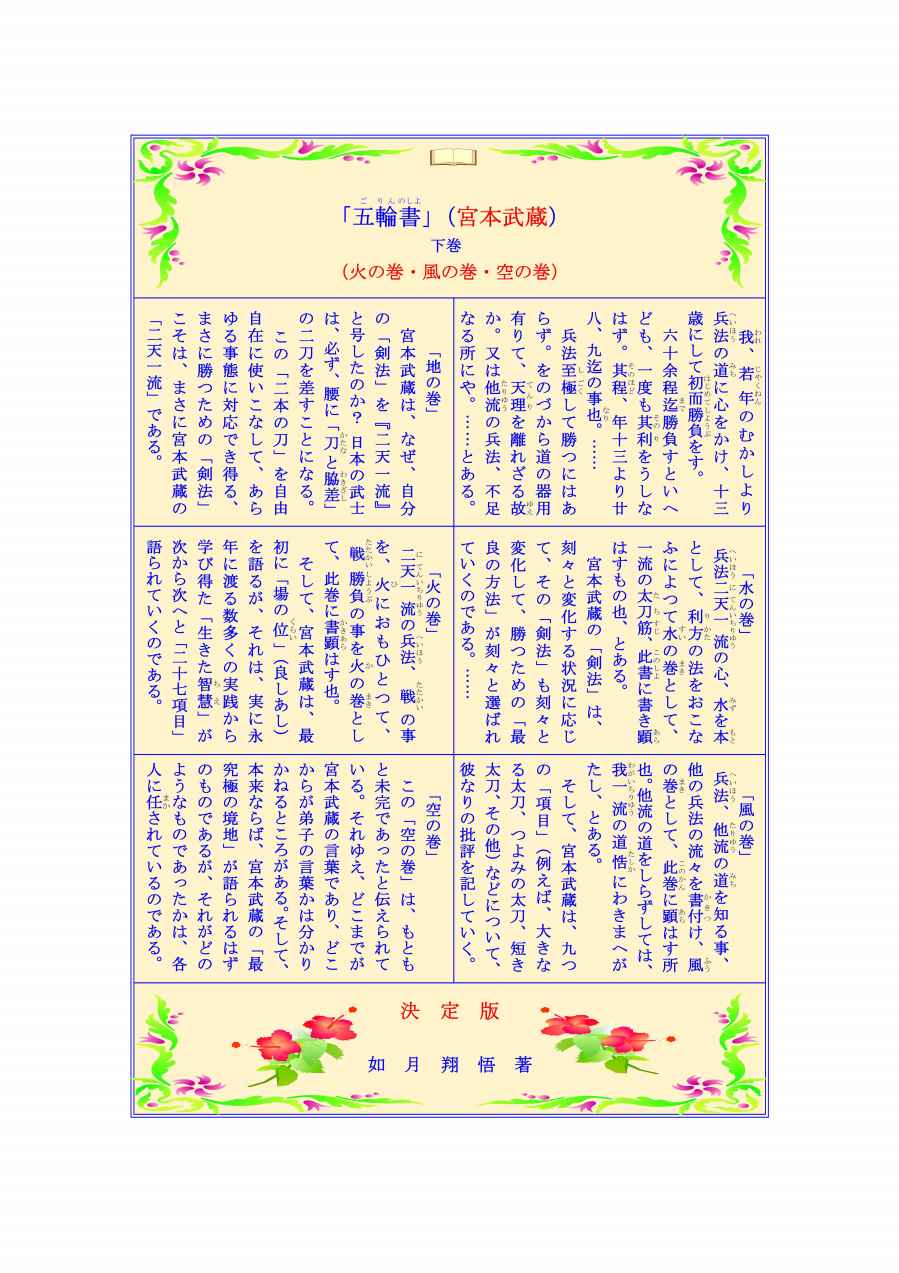 「五輪書」（宮本武蔵）
下巻
（火の巻・風の巻・空の巻）
我、若年のむかしより
兵法の道に心をかけ、十三
歳にして初而勝負をす。
六十余程迄勝負すといへ
ども、一度も其利をうしな
はず。其程、年十三より廿
八、九迄の事也。……
兵法至極して勝つにはあ
らず。をのづから道の器用
有りて、天理を離れざる故
か。又は他流の兵法、不足
なる所にや。……とある。
「地の巻」
宮本武蔵は、なぜ、自分
の「剣法」を『二天一流』
と号したのか？日本の武士
は、必ず、腰に「刀と脇差」
の二刀を差すことになる。
この「二本の刀」を自由
自在に使いこなして、あら
ゆる事態に対応でき得る、
まさに勝つための「剣法」
こそは、まさに宮本武蔵の
「二天一流」である。
「水の巻」
兵法二天一流の心、水を本
として、利方の法をおこな
ふによつて水の巻として、
一流の太刀筋、此書に書き顕
はすもの也、とある。
宮本武蔵の「剣法」は、
刻々と変化する状況に応じ
て、その「剣法」も刻々と
変化して、勝つための「最
良の方法」が刻々と選ばれ
ていくのである。……
「火の巻」
二天一流の兵法、戦の事
を、火におもひとつて、
戦勝負の事を火の巻とし
て、此巻に書顕はす也。
そして、宮本武蔵は、最
初に「場の位」（良しあし）
を語るが、それは、実に永
年に渡る数多くの実践から
学び得た「生きた智慧」が
次から次へと「二十七項目」
語られていくのである。
「風の巻」
兵法、他流の道を知る事、
他の兵法の流々を書付け、風
の巻として、此巻に顕はす所
也。他流の道をしらずしては、
我一流の道慥にわきまへが
たし、とある。
そして、宮本武蔵は、九つ
の「項目」（例えば、大きな
る太刀、つよみの太刀、短き
太刀、その他）などについて、
彼なりの批評を記していく。
「空の巻」
この「空の巻」は、もとも
と未完であったと伝えられて
いる。それゆえ、どこまでが
宮本武蔵の言葉であり、どこ
からが弟子の言葉かは分かり
かねるところがある。そして、
本来ならば、宮本武蔵の「最
究極の境地」が語られるはず
のものであるが、それがどの
ようなものであったかは、各
人に任されているのである。
決定版
如月翔悟著